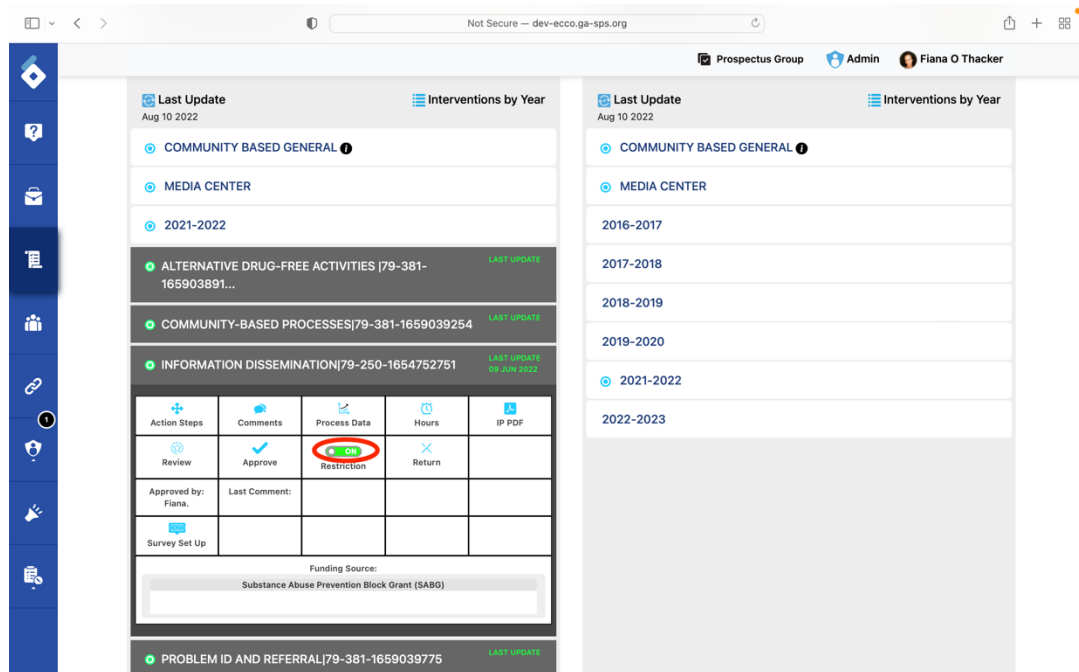 Not Secure — dev-ecco.ga-sps.org
Prospectus Group
Admin
Fiana O Thacker
Last Update
Interventions by Year
Aug 10 2022
COMMUNITY BASED GENERAL
MEDIA CENTER
2021-2022
ALTERNATIVE DRUG-FREE ACTIVITIES |79-381-
165903891...
LAST UPDATE
COMMUNITY-BASED PROCESSES|79-381-1659039254
LAST UPDATE
INFORMATION DISSEMINATION|79-250-1654752751
LAST UPDATE
09 JUN 2022
Action Steps
Comments
Process Data
Hours
IP PDF
Review
Approve
ON
Restriction
Return
Approved by:
Fiana.
Last Comment:
Survey Set Up
Funding Source:
Substance Abuse Prevention Block Grant (SABG)
PROBLEM ID AND REFERRAL|79-381-1659039775
LAST UPDATE
Last Update
Interventions by Year
Aug 10 2022
COMMUNITY BASED GENERAL
MEDIA CENTER
2016-2017
2017-2018
2018-2019
2019-2020
2021-2022
2022-2023
1